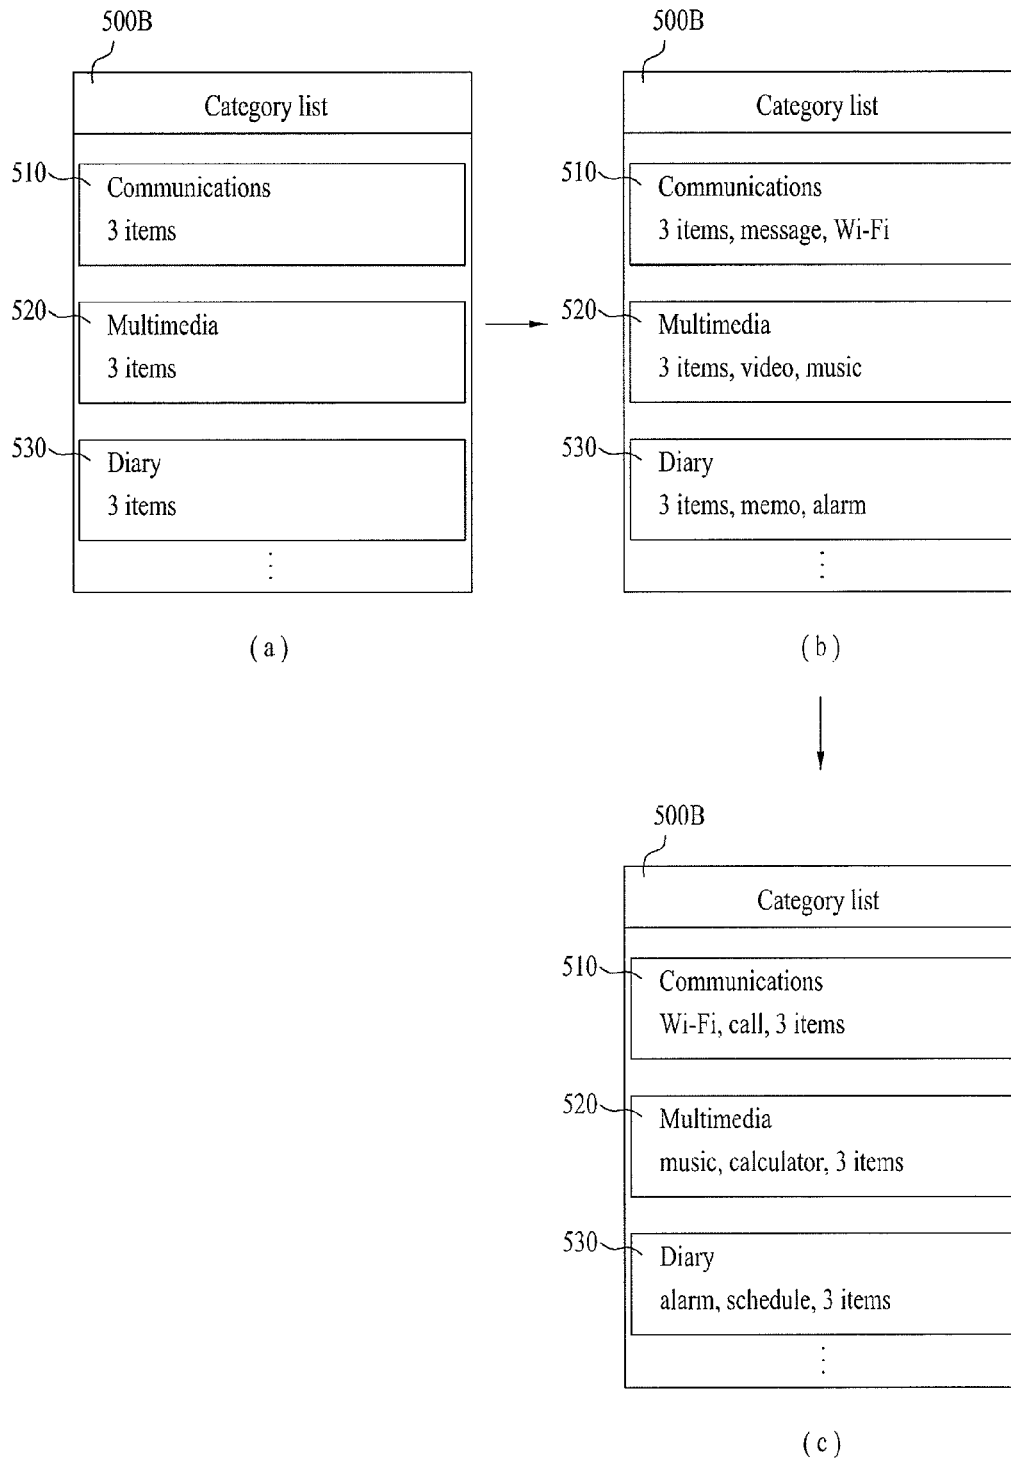 500B
Category list
510
Communications
3 items
520
Multimedia
3 items
530
Diary
3 items
(a)
500B
Category list
510
Communications
3 items, message, Wi-Fi
520
Multimedia
3 items, video, music
530
Diary
3 items, memo, alarm
(b)
500B
Category list
510
Communications
Wi-Fi, call, 3 items
520
Multimedia
music, calculator, 3 items
530
Diary
alarm, schedule, 3 items
(c)